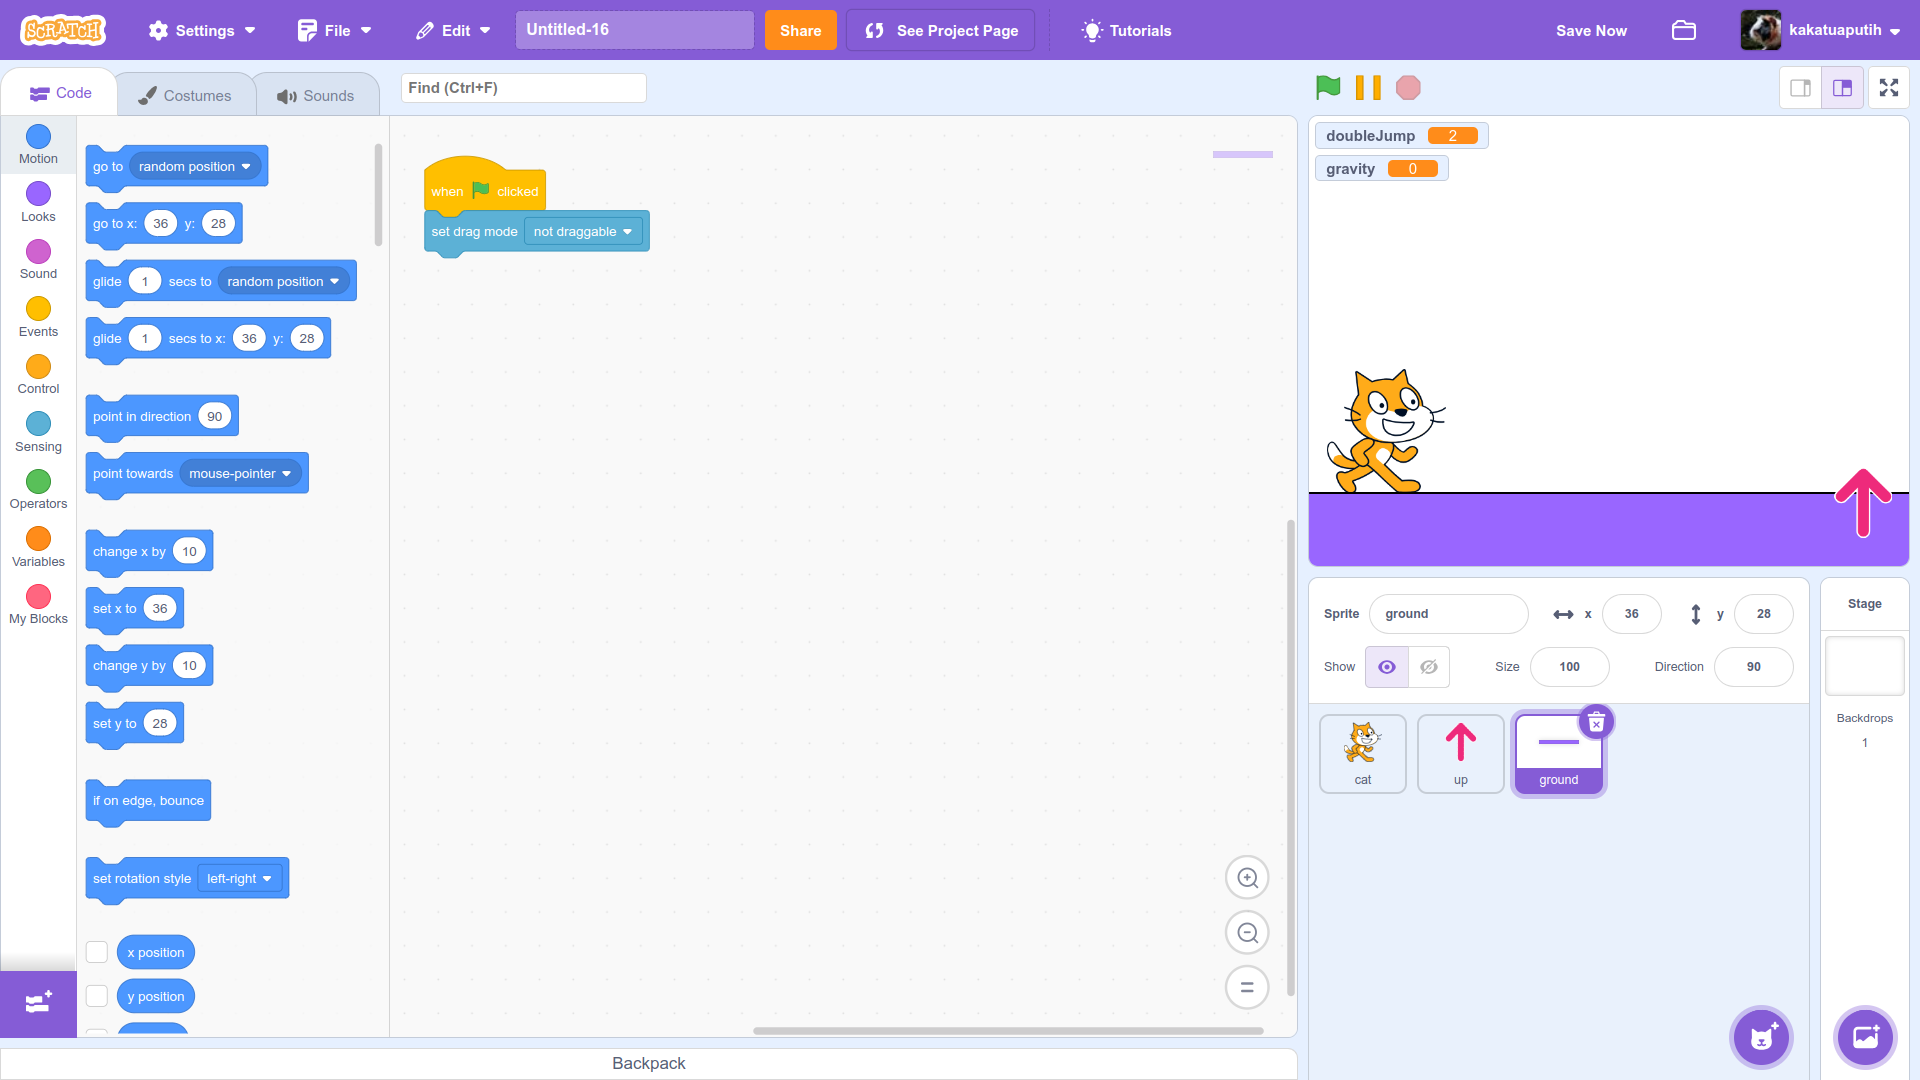 SCRATCH Settings File Edit Untitled-16 Share See Project Page Tutorials Save Now kakatuaputih
Code Costumes Sounds Find (Ctrl+F)
Motion
Looks
Sound
Events
Control
Sensing
Operators
Variables
My Blocks
go to random position
go to x: 36 y: 28
glide 1 secs to random position
glide 1 secs to x: 36 y: 28
point in direction 90
point towards mouse-pointer
change x by 10
set x to 36
change y by 10
set y to 28
if on edge, bounce
set rotation style left-right
x position
y position
when clicked
set drag mode not draggable
Backpack
doubleJump 2
gravity 0
Sprite ground x 36 y 28
Show Size 100 Direction 90
cat
up
ground
Stage
Backdrops
1